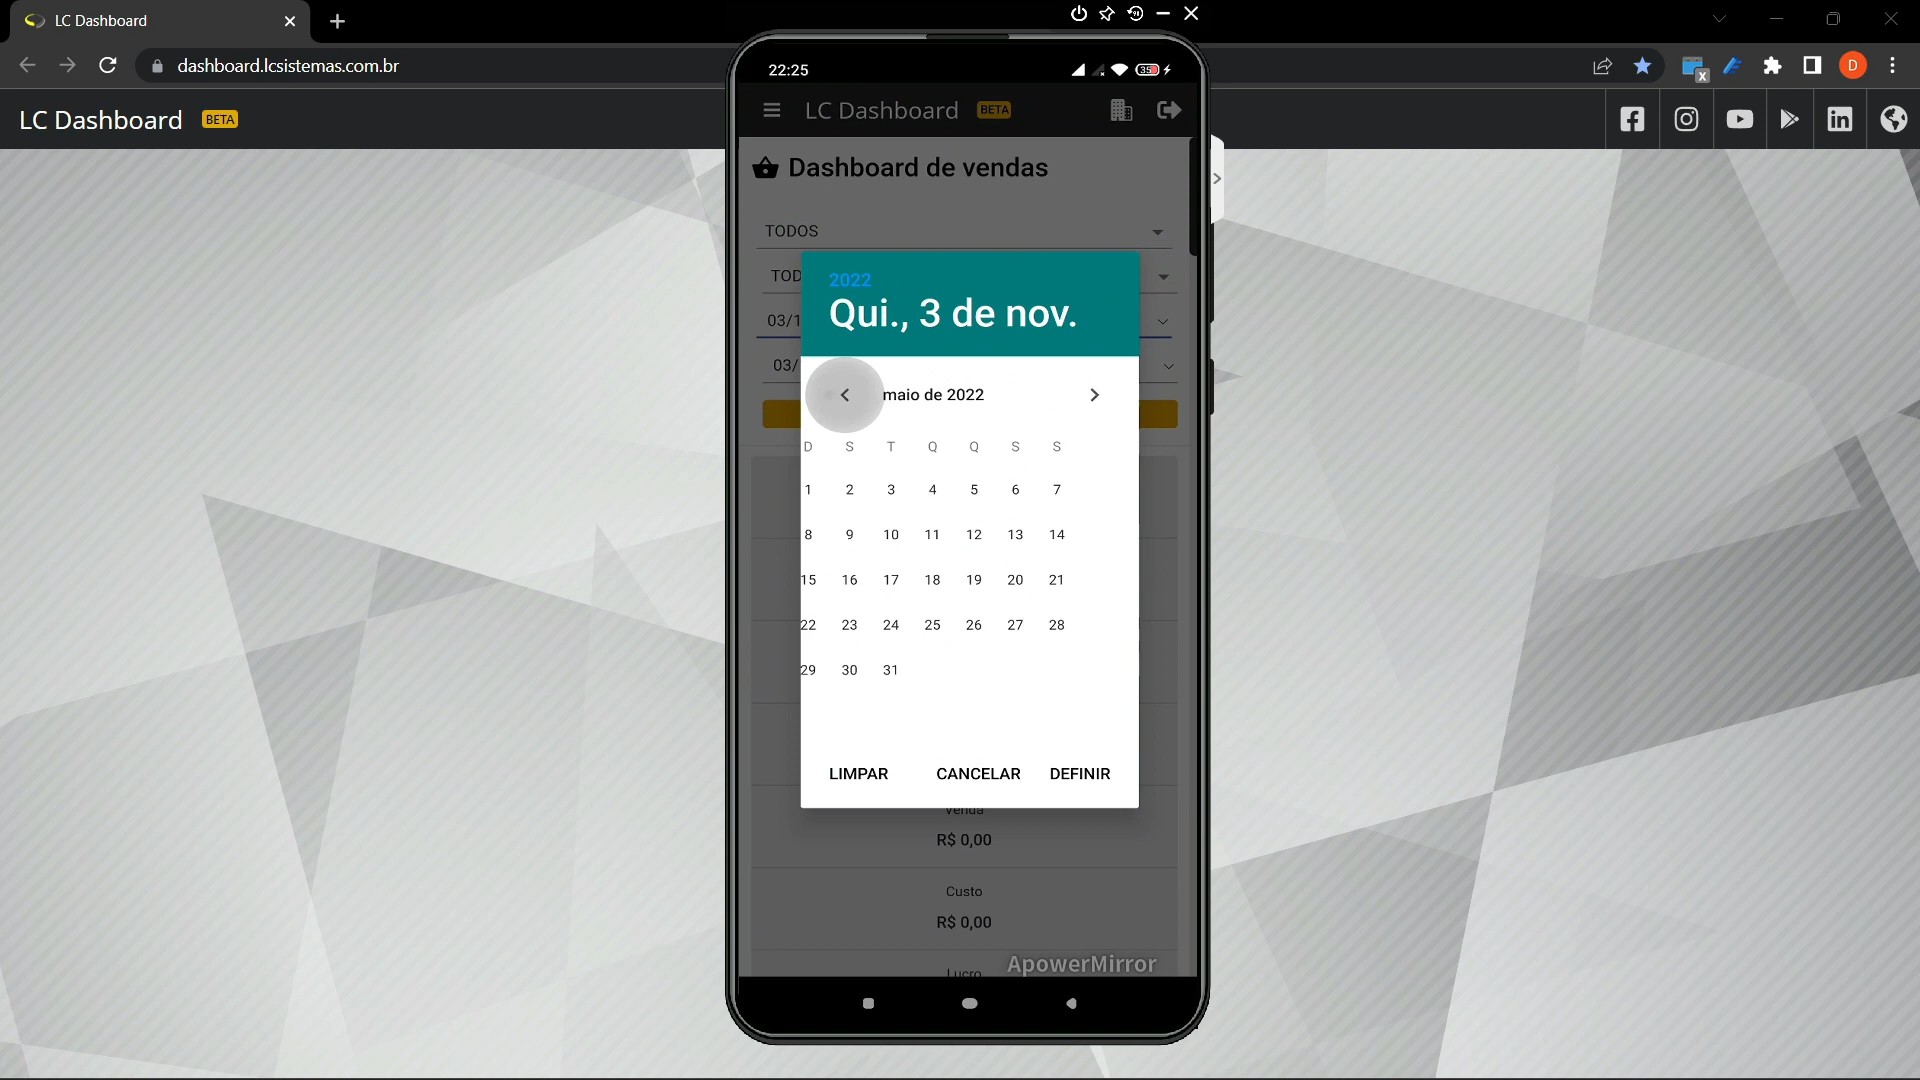 LC Dashboard
dashboard.lcsistemas.com.br
D
LC Dashboard BETA
22:25
35
LC Dashboard BETA
Dashboard de vendas
TODOS
TOD
03/1
03/
2022
Qui., 3 de nov.
maio de 2022
D S T Q Q S S
1 2 3 4 5 6 7
8 9 10 11 12 13 14
15 16 17 18 19 20 21
22 23 24 25 26 27 28
29 30 31
LIMPAR CANCELAR DEFINIR
Venda
R$ 0,00
Custo
R$ 0,00
Lucro
ApowerMirror